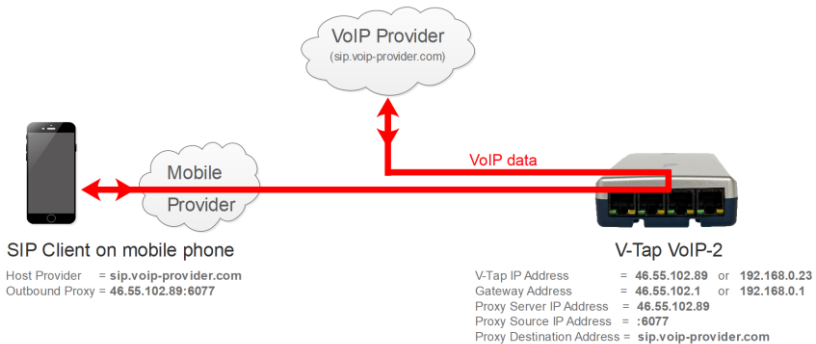 VoIP Provider
(sip.voip-provider.com)
VoIP data
Mobile
Provider
SIP Client on mobile phone
Host Provider = sip.voip-provider.com
Outbound Proxy = 46.55.102.89:6077
V-Tap VoIP-2
V-Tap IP Address = 46.55.102.89 or 192.168.0.23
Gateway Address = 46.55.102.1 or 192.168.0.1
Proxy Server IP Address = 46.55.102.89
Proxy Source IP Address = :6077
Proxy Destination Address = sip.voip-provider.com